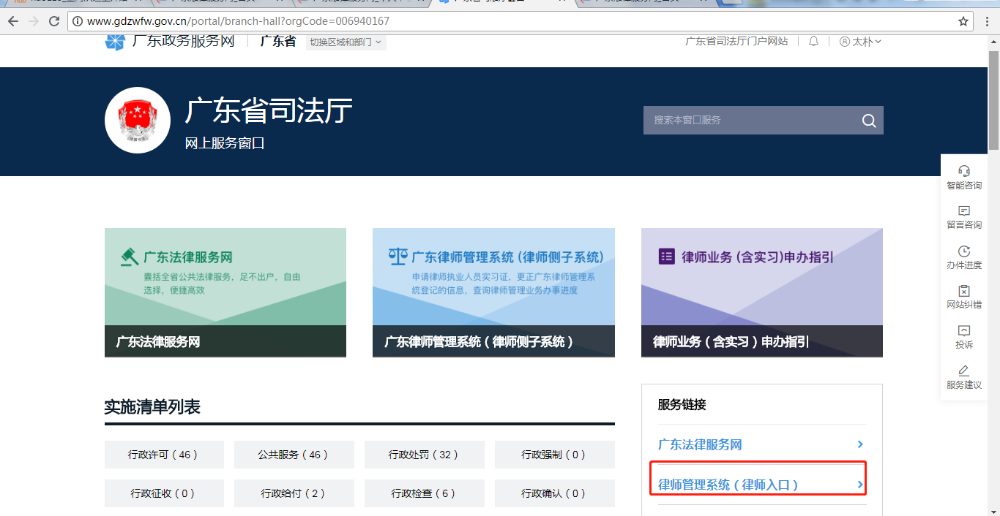 www.gdzwfw.gov.cn/portal/branch-hall?orgCode=006940167
广东政务服务网 广东省 切换区域和部门 广东省司法厅门户网站 太朴
广东省司法厅
网上服务窗口
搜索本窗口服务
智能咨询
留言咨询
办件进度
网站纠错
投诉
服务建议
广东法律服务网
囊括全省公共法律服务，足不出户，自由
选择，便捷高效
广东法律服务网
广东律师管理系统 (律师侧子系统)
申请律师执业人员实习证，更正广东律师管理系
统登记的信息，查询律师管理业务办事进度
广东律师管理系统（律师侧子系统）
律师业务 (含实习)申办指引
律师业务（含实习）申办指引
实施清单列表
行政许可（46） 公共服务（46） 行政处罚（32） 行政强制（0）
行政征收（0） 行政给付（2） 行政检查（6） 行政确认（0）
服务链接
广东法律服务网
律师管理系统（律师入口）